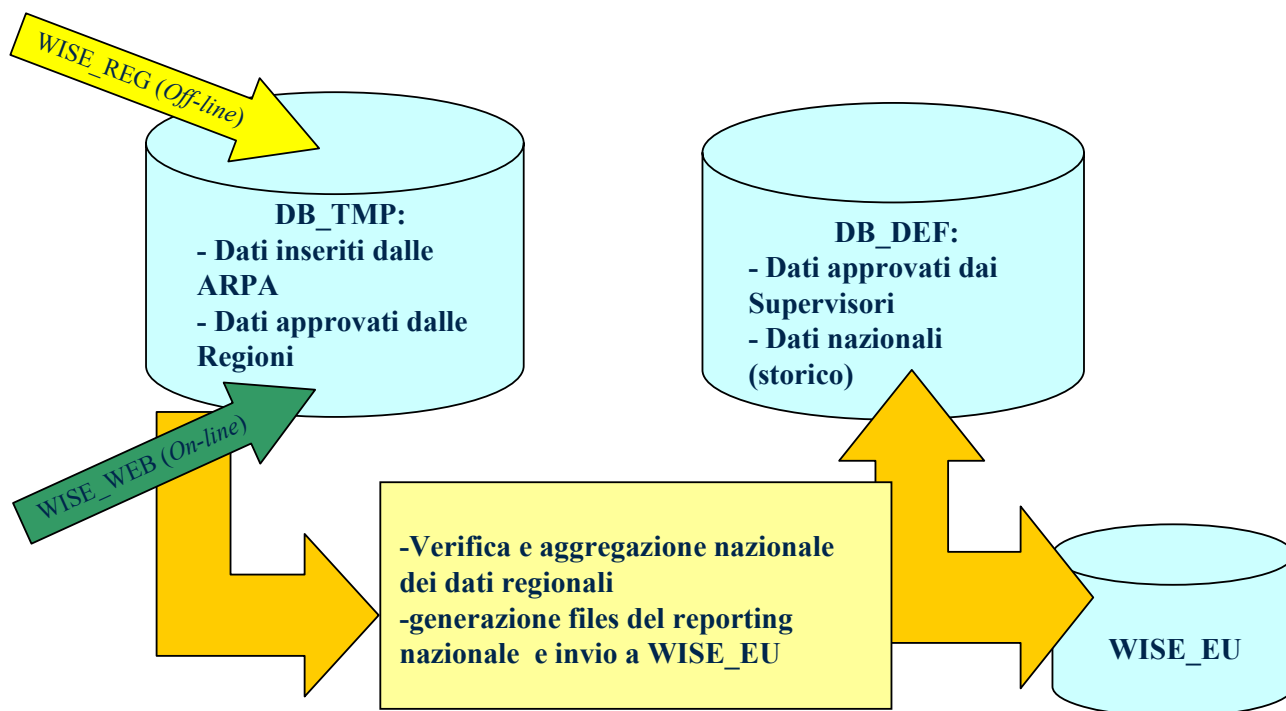 WISE_REG (Off-line)
DB_TMP:
- Dati inseriti dalle
ARPA
- Dati approvati dalle
Regioni
WISE_WEB (On-line)
DB_DEF:
- Dati approvati dai
Supervisori
- Dati nazionali
(storico)
-Verifica e aggregazione nazionale
dei dati regionali
-generazione files del reporting
nazionale e invio a WISE_EU
WISE_EU